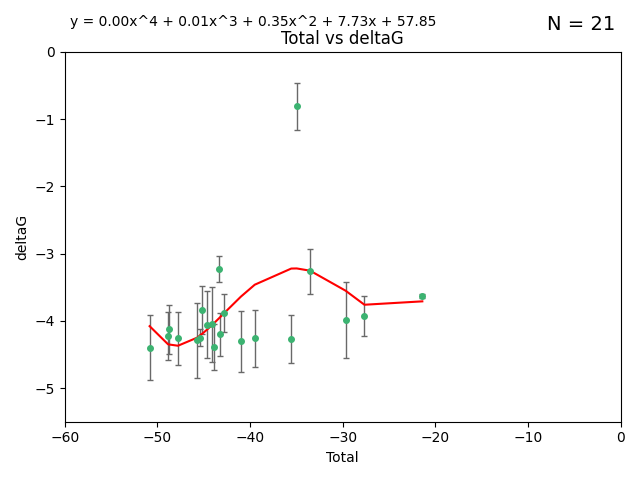 y = 0.00x^4 + 0.01x^3 + 0.35x^2 + 7.73x + 57.85
N = 21
Total vs deltaG
0
−1
−2
−3
−4
−5
deltaG
−60
−50
−40
−30
−20
−10
0
Total